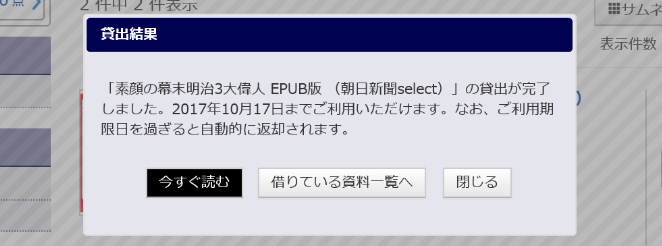 0点
2 件中 2 件表示
サムネ
表示件数
貸出結果
「素顔の幕末明治3大偉人 EPUB版 （朝日新聞select）」の貸出が完了
しました。2017年10月17日までご利用いただけます。なお、ご利用期
限日を過ぎると自動的に返却されます。
今すぐ読む
借りている資料一覧へ
閉じる